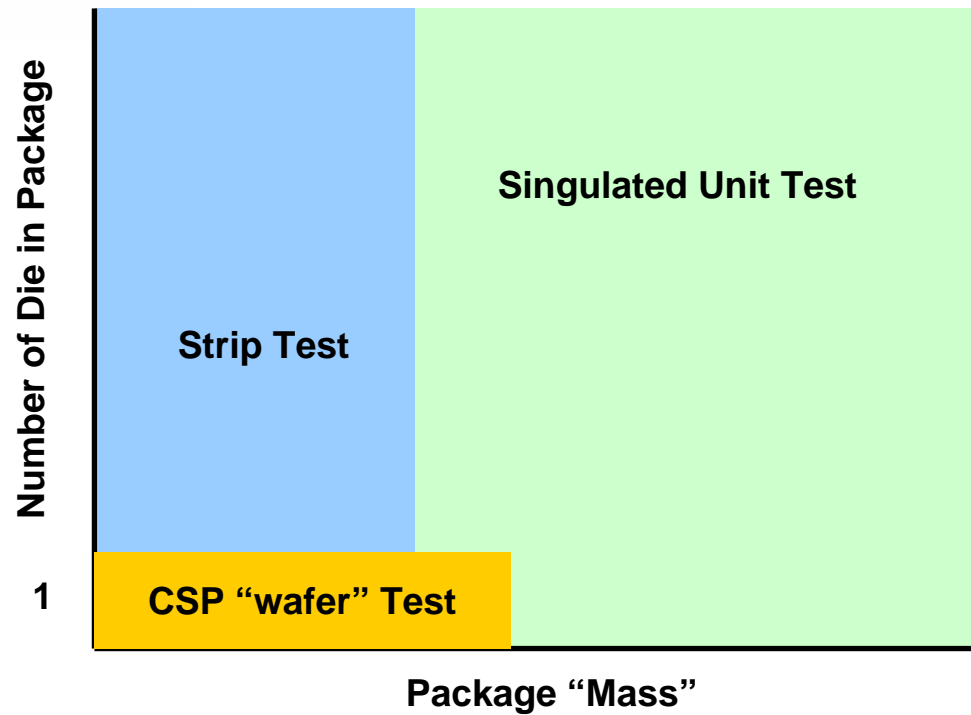 Number of Die in Package
Singulated Unit Test
Strip Test
1
CSP “wafer” Test
Package “Mass”